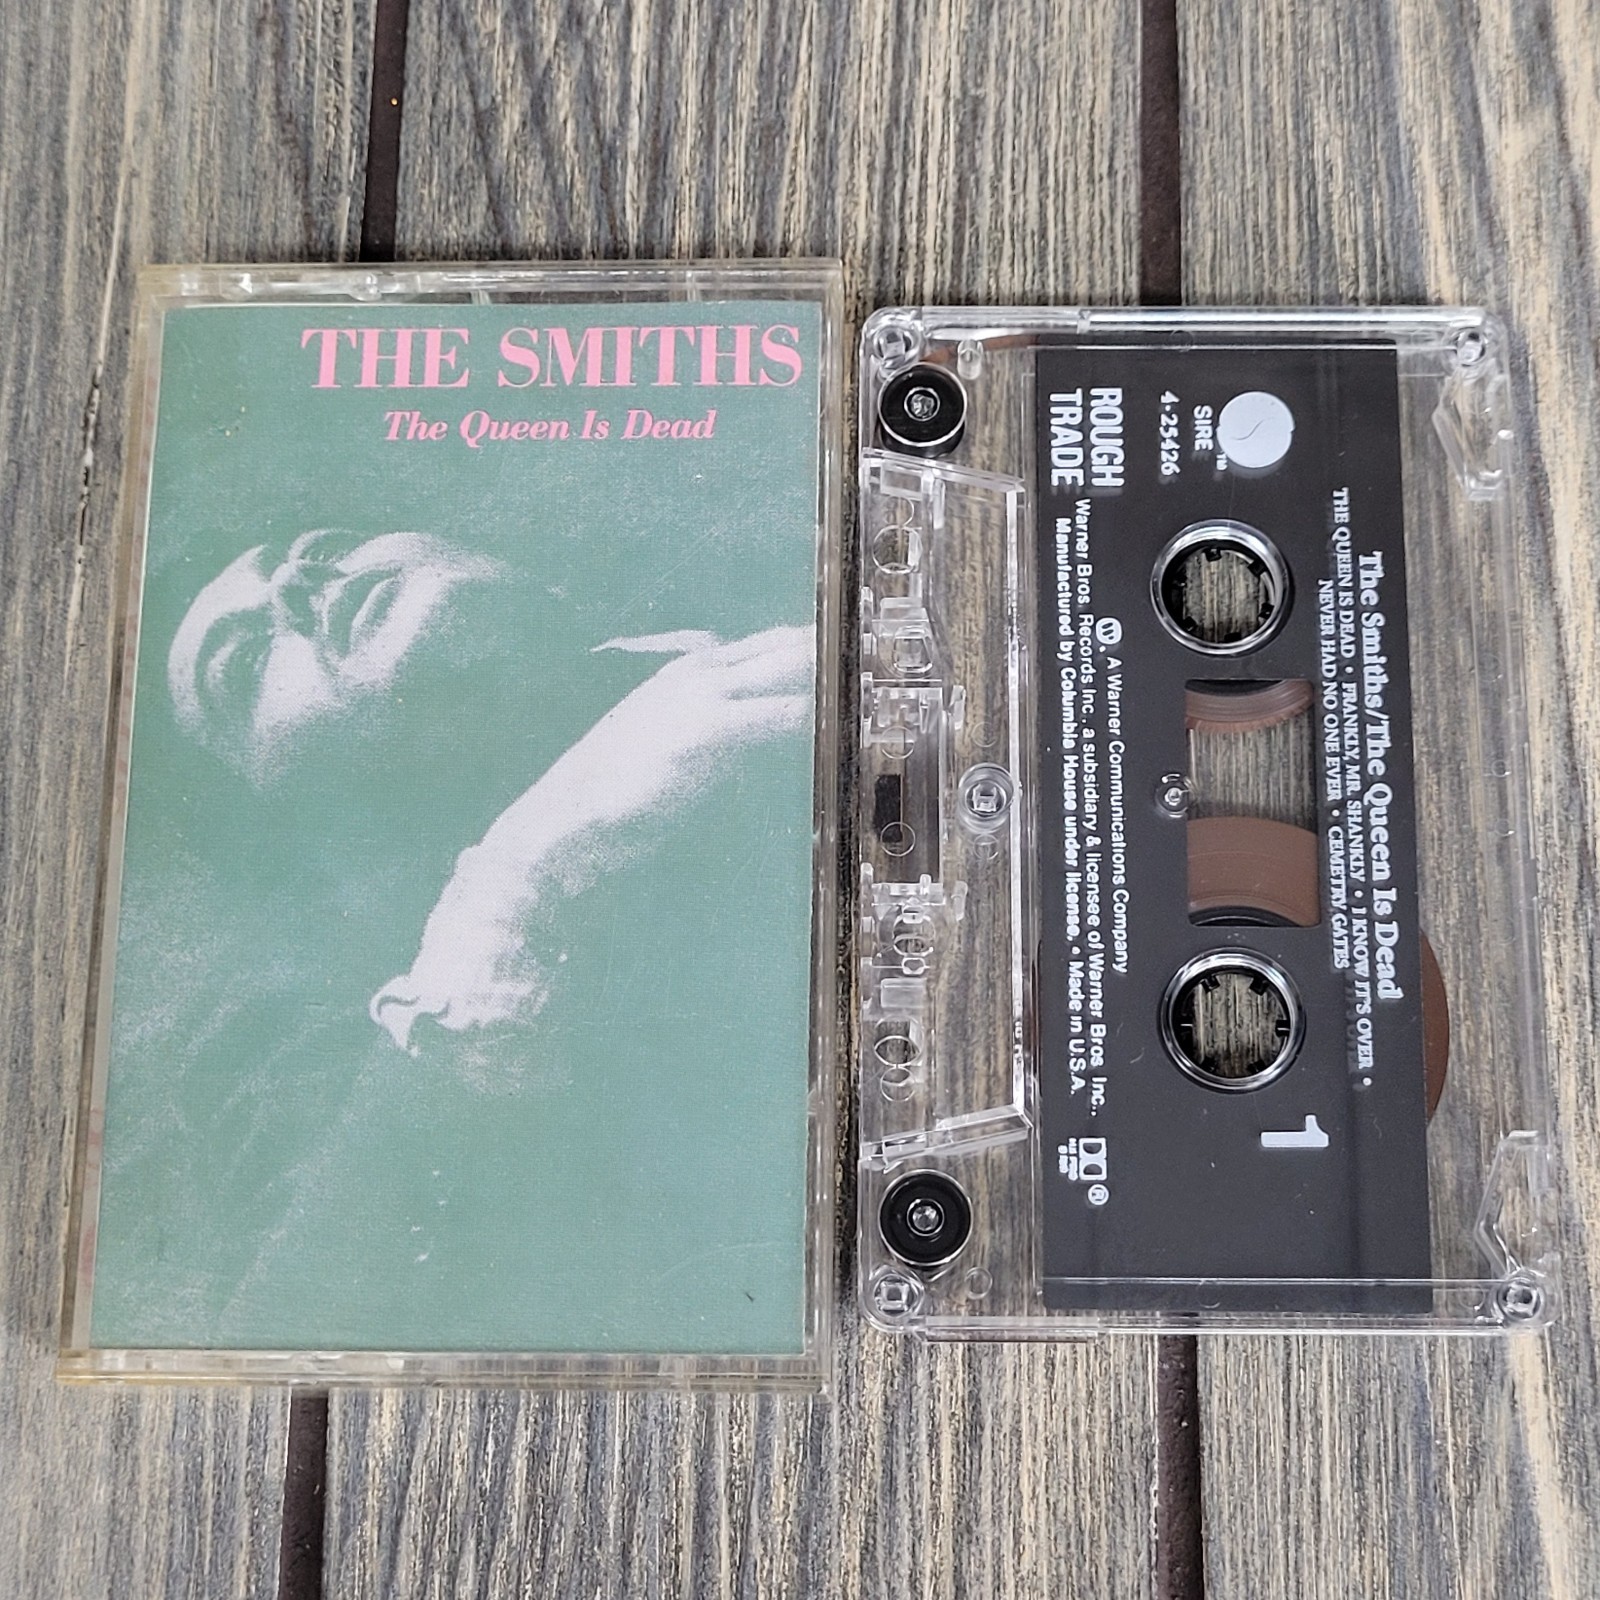 THE SMITHS
The Queen Is Dead
The Smiths/The Queen Is Dead
THE QUEEN IS DEAD • FRANKLY, MR. SHANKLY • I KNOW IT'S OVER •
NEVER HAD NO ONE EVER • CEMETRY GATES
TM
SIRE
4-25426
1
ROUGH
TRADE
A Warner Communications Company
Warner Bros. Records Inc., a subsidiary & licensee of Warner Bros. Inc.,
Manufactured by Columbia House under license. • Made in U.S.A.
®